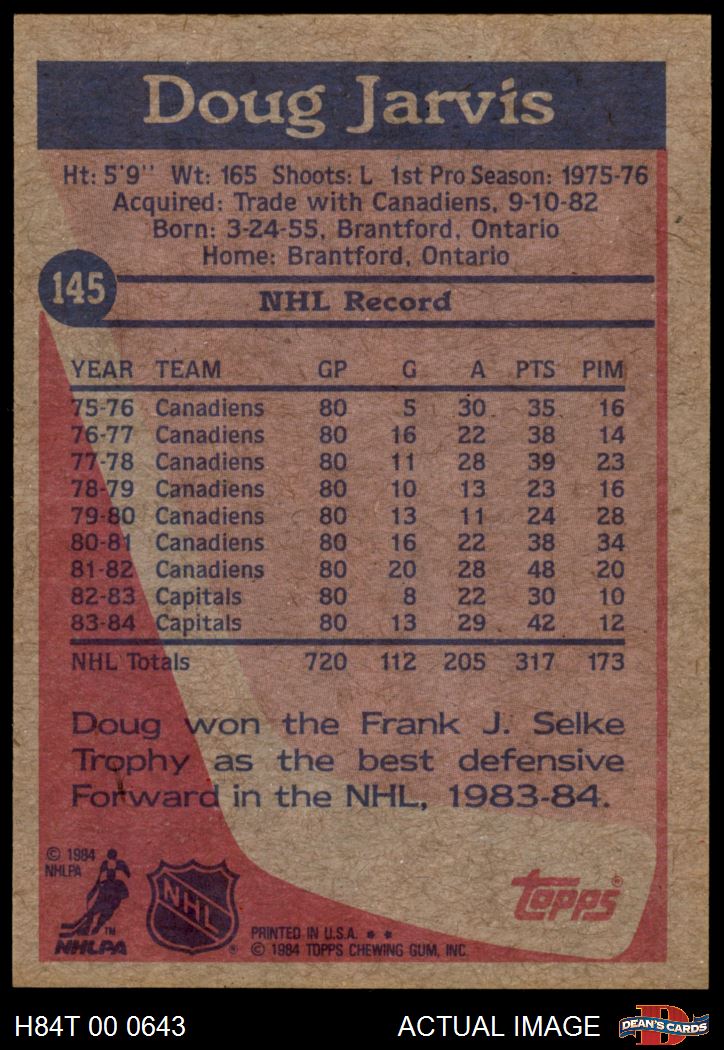 Doug Jarvis
Ht: 5'9" Wt: 165 Shoots: L 1st Pro Season: 1975-76
Acquired: Trade with Canadiens, 9-10-82
Born: 3-24-55, Brantford, Ontario
Home: Brantford, Ontario
145
NHL Record
YEAR TEAM GP G A PTS PIM
75-76 Canadiens 80 5 30 35 16
76-77 Canadiens 80 16 22 38 14
77-78 Canadiens 80 11 28 39 23
78-79 Canadiens 80 10 13 23 16
79-80 Canadiens 80 13 11 24 28
80-81 Canadiens 80 16 22 38 34
81-82 Canadiens 80 20 28 48 20
82-83 Capitals 80 8 22 30 10
83-84 Capitals 80 13 29 42 12
NHL Totals 720 112 205 317 173
Doug won the Frank J. Selke
Trophy as the best defensive
Forward in the NHL, 1983-84.
© 1984
NHLPA
TM
NHLPA
NHL
®
topps®
PRINTED IN U.S.A. * *
© 1984 TOPPS CHEWING GUM, INC.
H84T 00 0643
ACTUAL IMAGE
D
DEAN'S CARDS